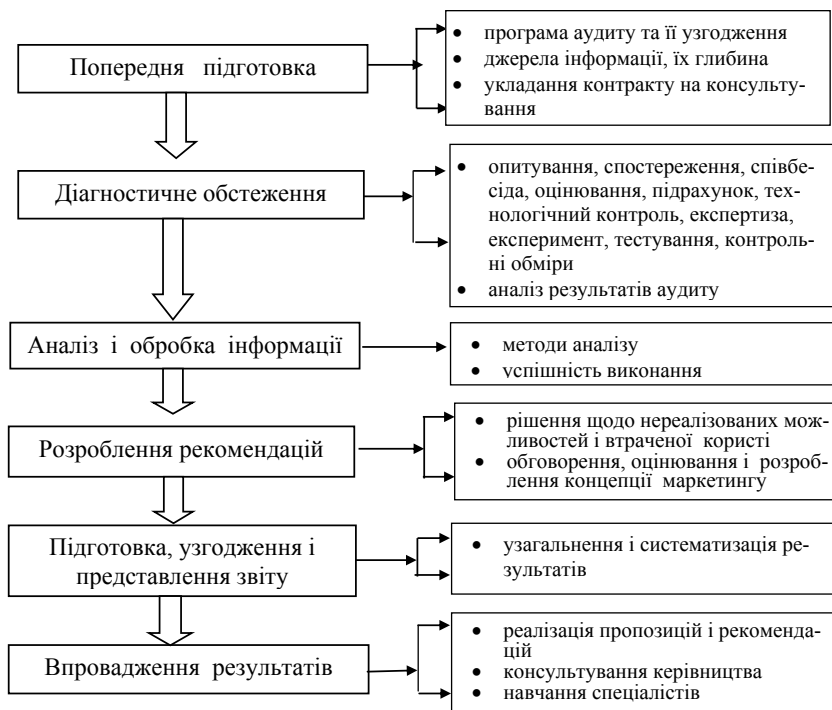 Попередня підготовка
• програма аудиту та її узгодження
• джерела інформації, їх глибина
• укладання контракту на консульту-
вання
Діагностичне обстеження
• опитування, спостереження, співбе-
сіда, оцінювання, підрахунок, тех-
нологічний контроль, експертиза,
експеримент, тестування, контроль-
ні обміри
• аналіз результатів аудиту
Аналіз і обробка інформації
• методи аналізу
• успішність виконання
Розроблення рекомендацій
• рішення щодо нереалізованих мож-
ливостей і втраченої користі
• обговорення, оцінювання і розроб-
лення концепції маркетингу
Підготовка, узгодження і
представлення звіту
• узагальнення і систематизація ре-
зультатів
Впровадження результатів
• реалізація пропозицій і рекоменда-
цій
• консультування керівництва
• навчання спеціалістів